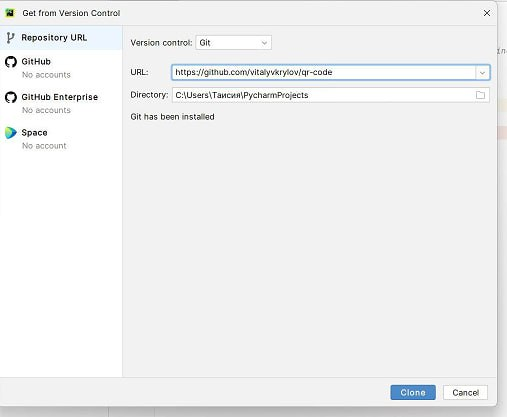 Get from Version Control
Repository URL
GitHub
No accounts
GitHub Enterprise
No accounts
Space
No account
Version control: Git
URL: https://github.com/vitalyvkrylov/qr-code
Directory: C:\Users\Таисия\PycharmProjects
Git has been installed
Clone
Cancel